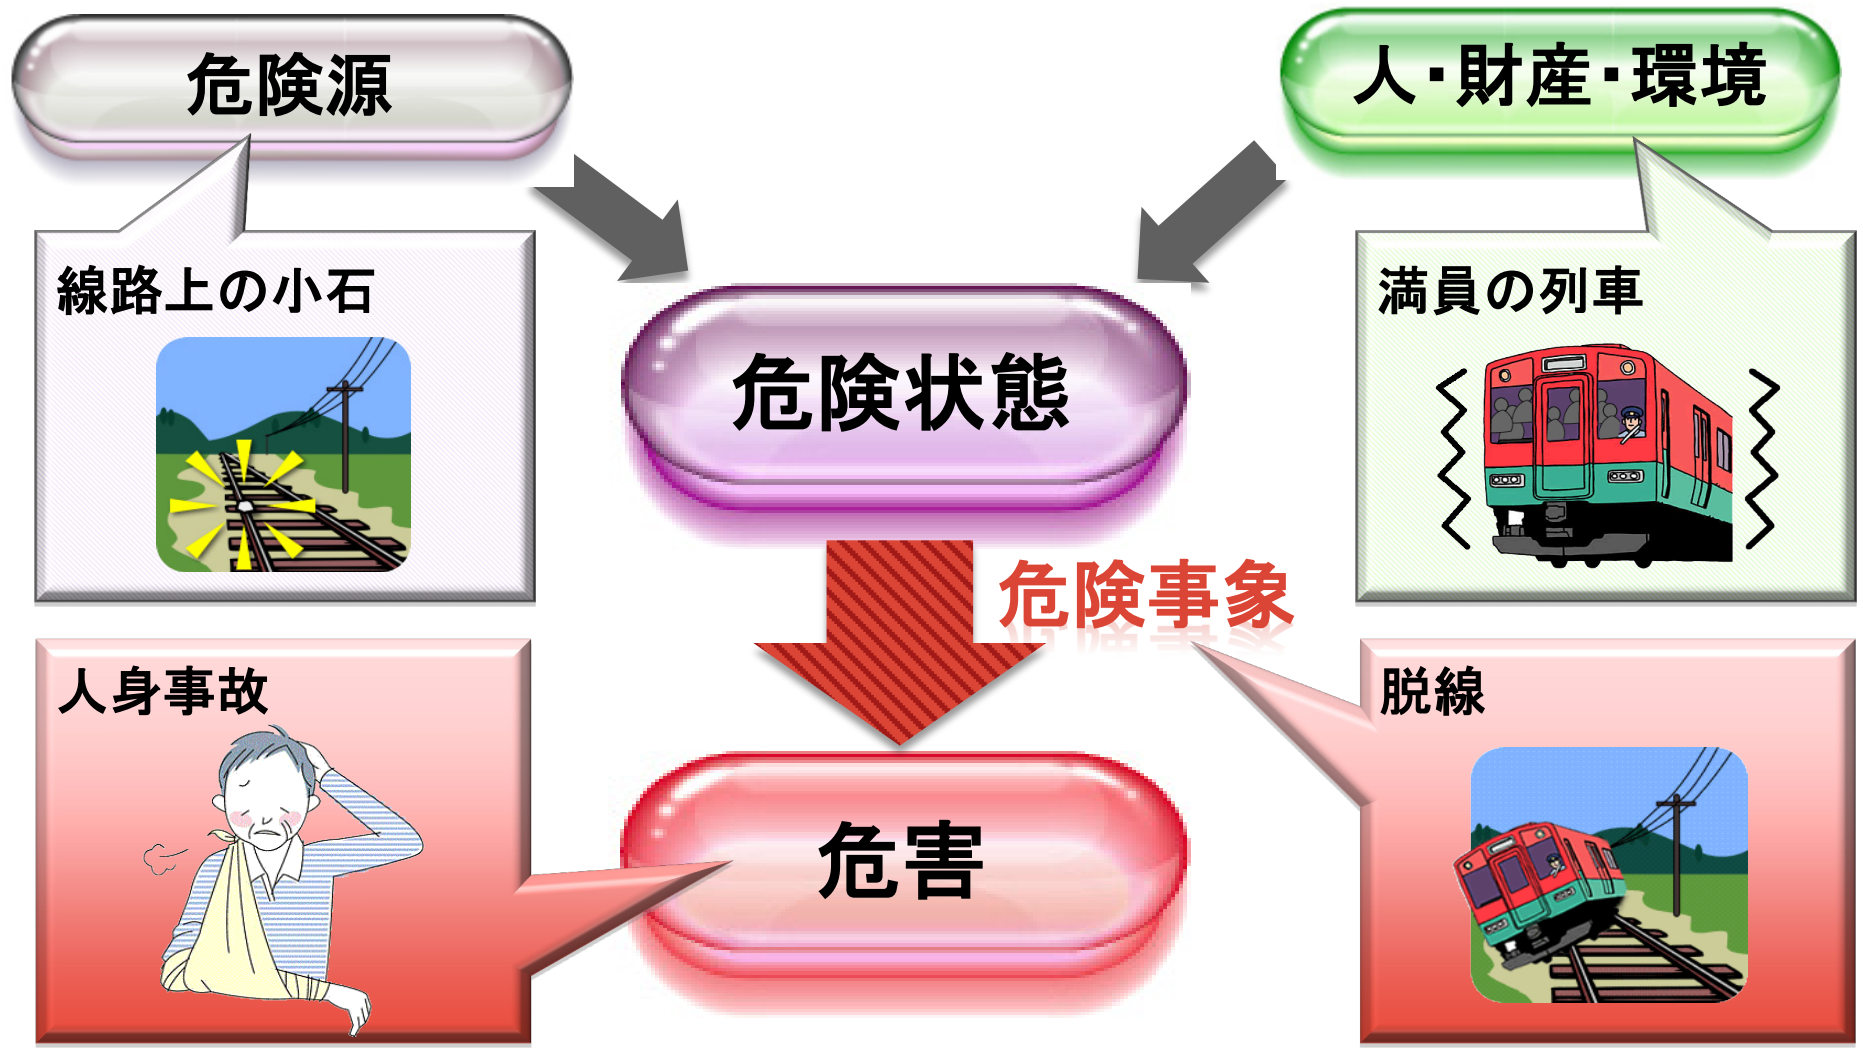 危険源
人・財産・環境
線路上の小石
満員の列車
危険状態
危険事象
人身事故
脱線
危害